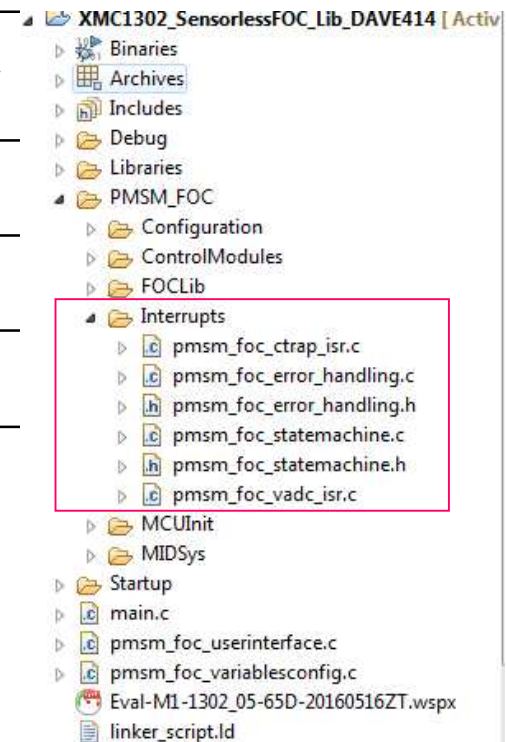 XMC1302_SensorlessFOC_Lib_DAVE414 [ Activ
Binaries
Archives
Includes
Debug
Libraries
PMSM_FOC
Configuration
ControlModules
FOCLib
Interrupts
.c pmsm_foc_ctrap_isr.c
.c pmsm_foc_error_handling.c
.h pmsm_foc_error_handling.h
.c pmsm_foc_statemachine.c
.h pmsm_foc_statemachine.h
.c pmsm_foc_vadc_isr.c
MCUInit
MIDSys
Startup
.c main.c
.c pmsm_foc_userinterface.c
.c pmsm_foc_variablesconfig.c
Eval-M1-1302_05-65D-20160516ZT.wspx
linker_script.ld